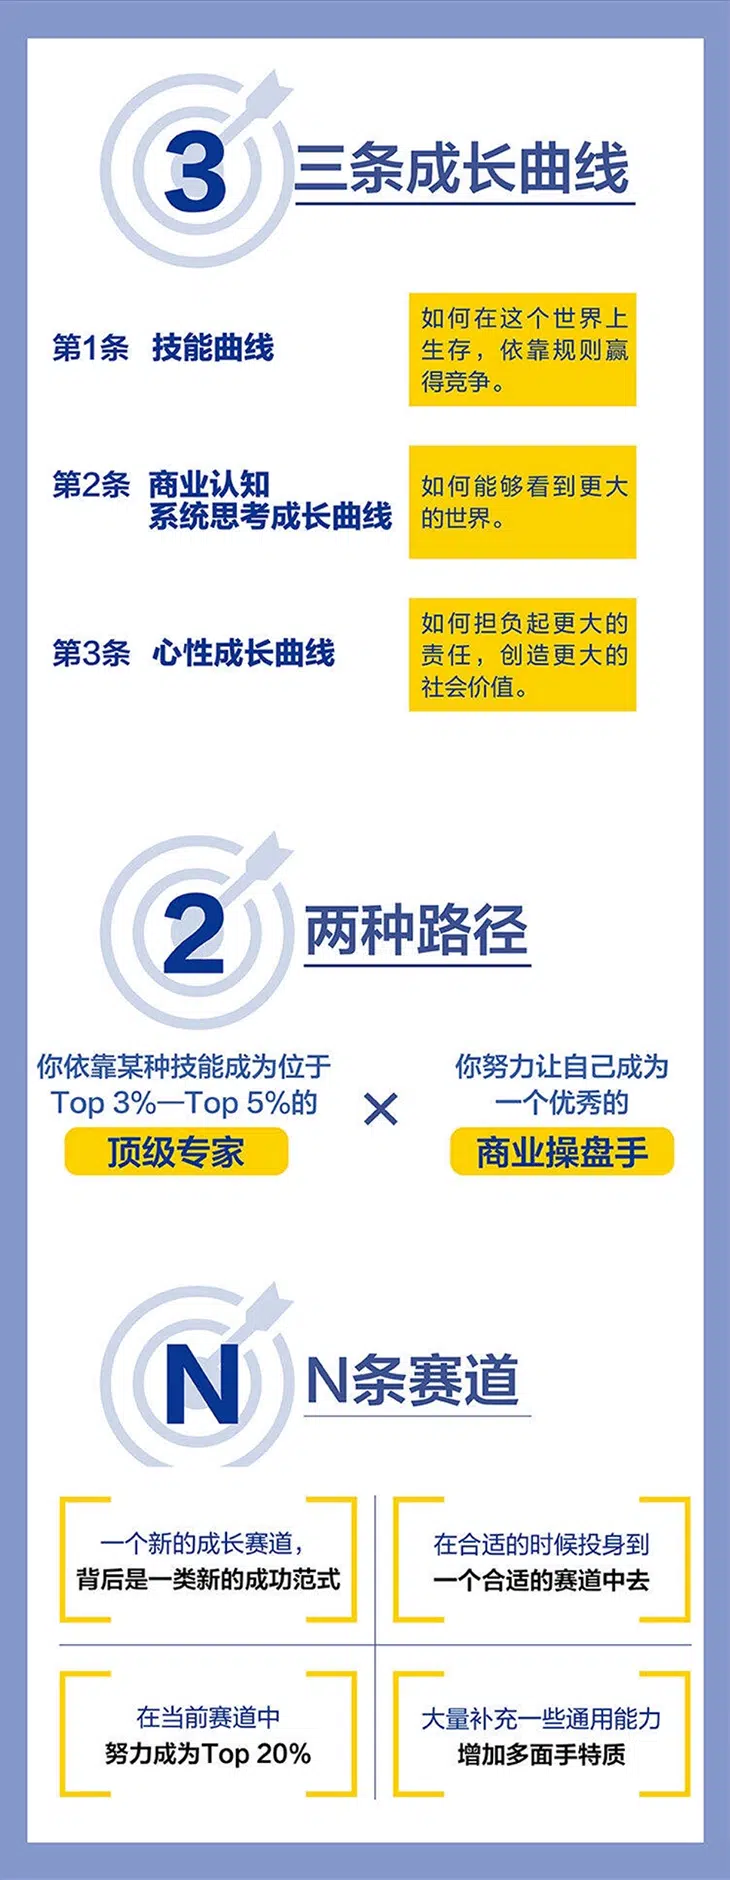 3
三条成长曲线
第1条 技能曲线
如何在这个世界上
生存，依靠规则赢
得竞争。
第2条 商业认知
系统思考成长曲线
如何能够看到更大
的世界。
第3条 心性成长曲线
如何担负起更大的
责任，创造更大的
社会价值。
2
两种路径
你依靠某种技能成为位于
Top 3%—Top 5%的
顶级专家
×
你努力让自己成为
一个优秀的
商业操盘手
N
N条赛道
一个新的成长赛道，
背后是一类新的成功范式
在合适的时候投身到
一个合适的赛道中去
在当前赛道中
努力成为Top 20%
大量补充一些通用能力
增加多面手特质